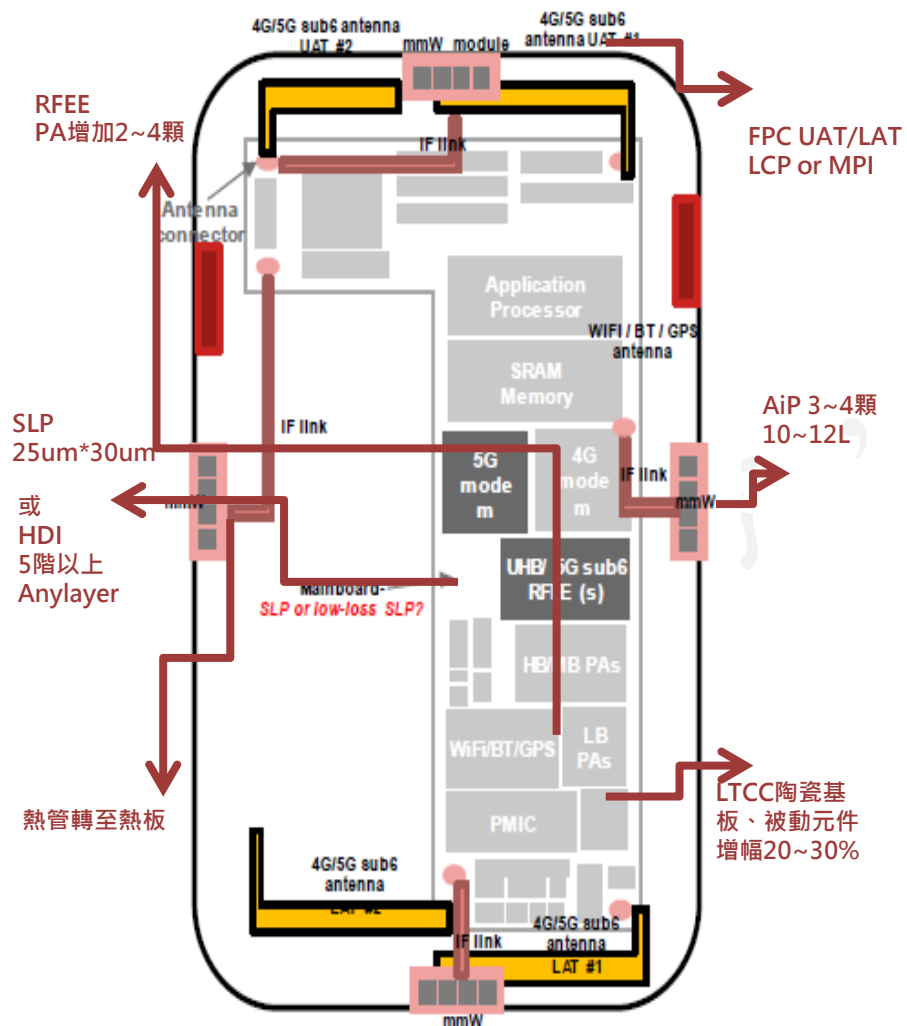 4G/5G sub6 antenna
UAT #2
mmW module
4G/5G sub6
antenna UAT #1
RFEE
PA增加2~4顆
FPC UAT/LAT
LCP or MPI
IF link
Antenna
connector
Application
Processor
WIFI / BT / GPS
antenna
SRAM
Memory
AiP 3~4顆
10~12L
SLP
25um*30um
IF link
5G
mode
m
4G
mode
m
IF link
mmW
mmW
或
HDI
5階以上
Anylayer
UHB/ 5G sub6
RFEE (s)
Mainboard-
SLP or low-loss SLP?
HB/MB PAs
WiFi/BT/GPS
LB
PAs
LTCC陶瓷基
板、被動元件
增幅20~30%
熱管轉至熱板
PMIC
4G/5G sub6
antenna
LAT #2
4G/5G sub6
antenna
LAT #1
IF link
mmW